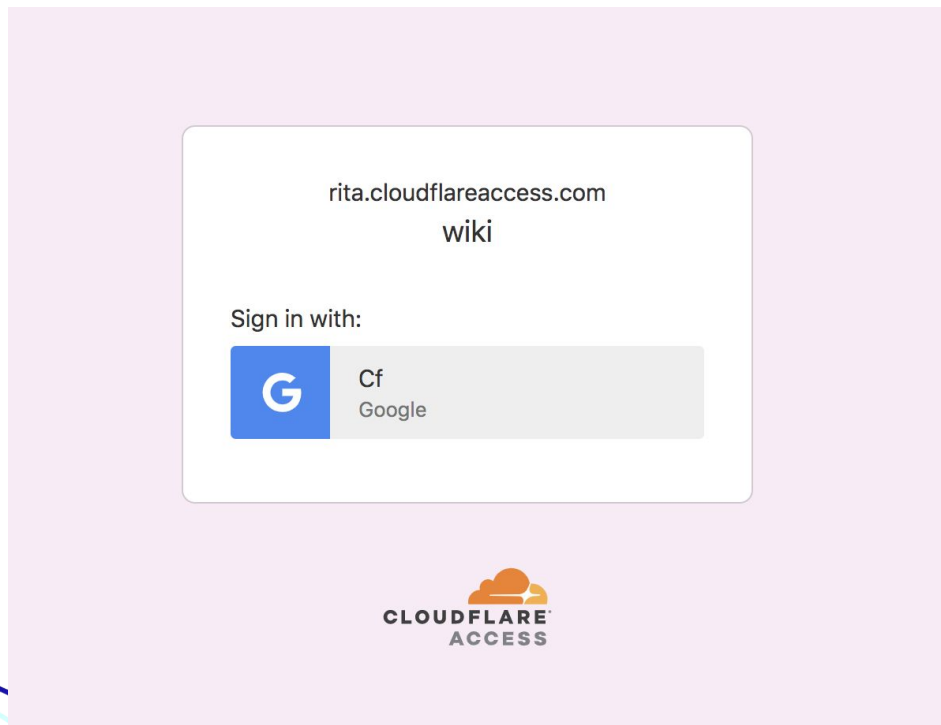 rita.cloudflareaccess.com
wiki
Sign in with:
G
Cf
Google
CLOUDFLARE
ACCESS